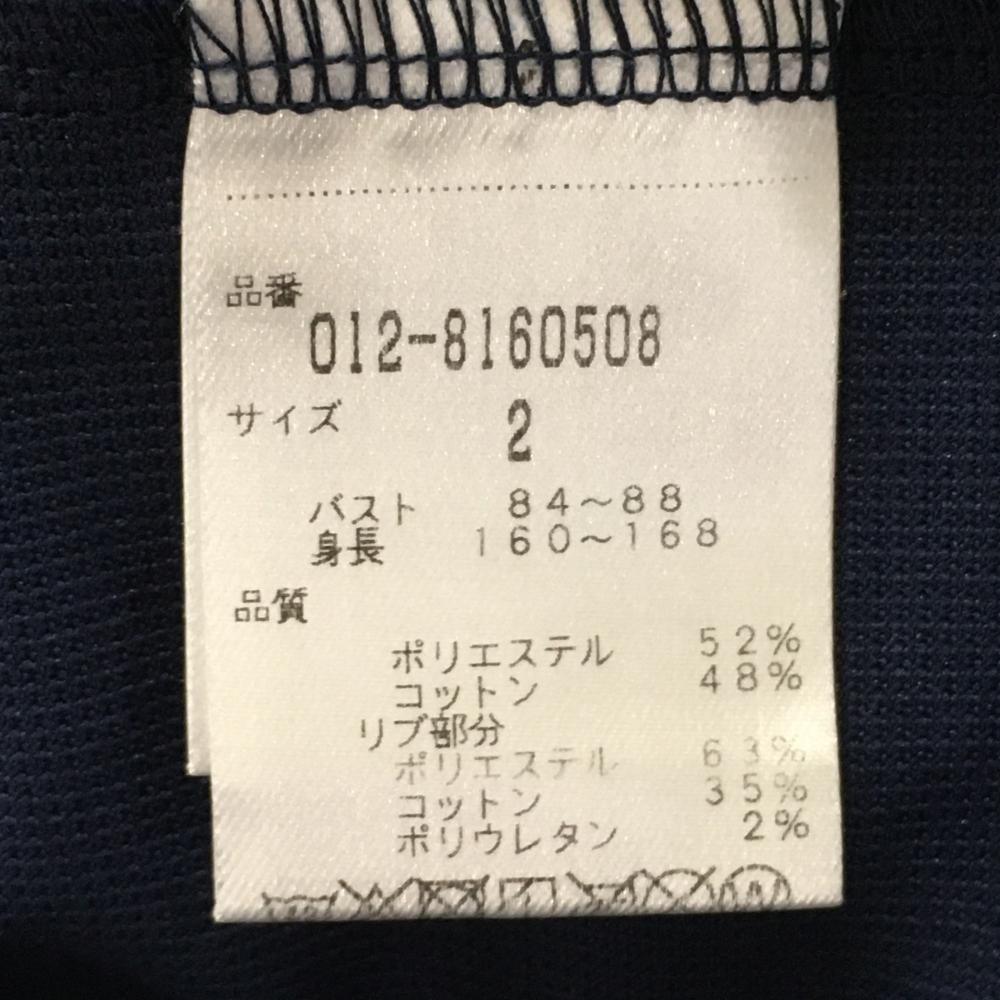 品番
012-8160508
サイズ 2
バスト 84～88
身長 160～168
品質
ポリエステル 52%
コットン 48%
リブ部分
ポリエステル 63%
コットン 35%
ポリウレタン 2%